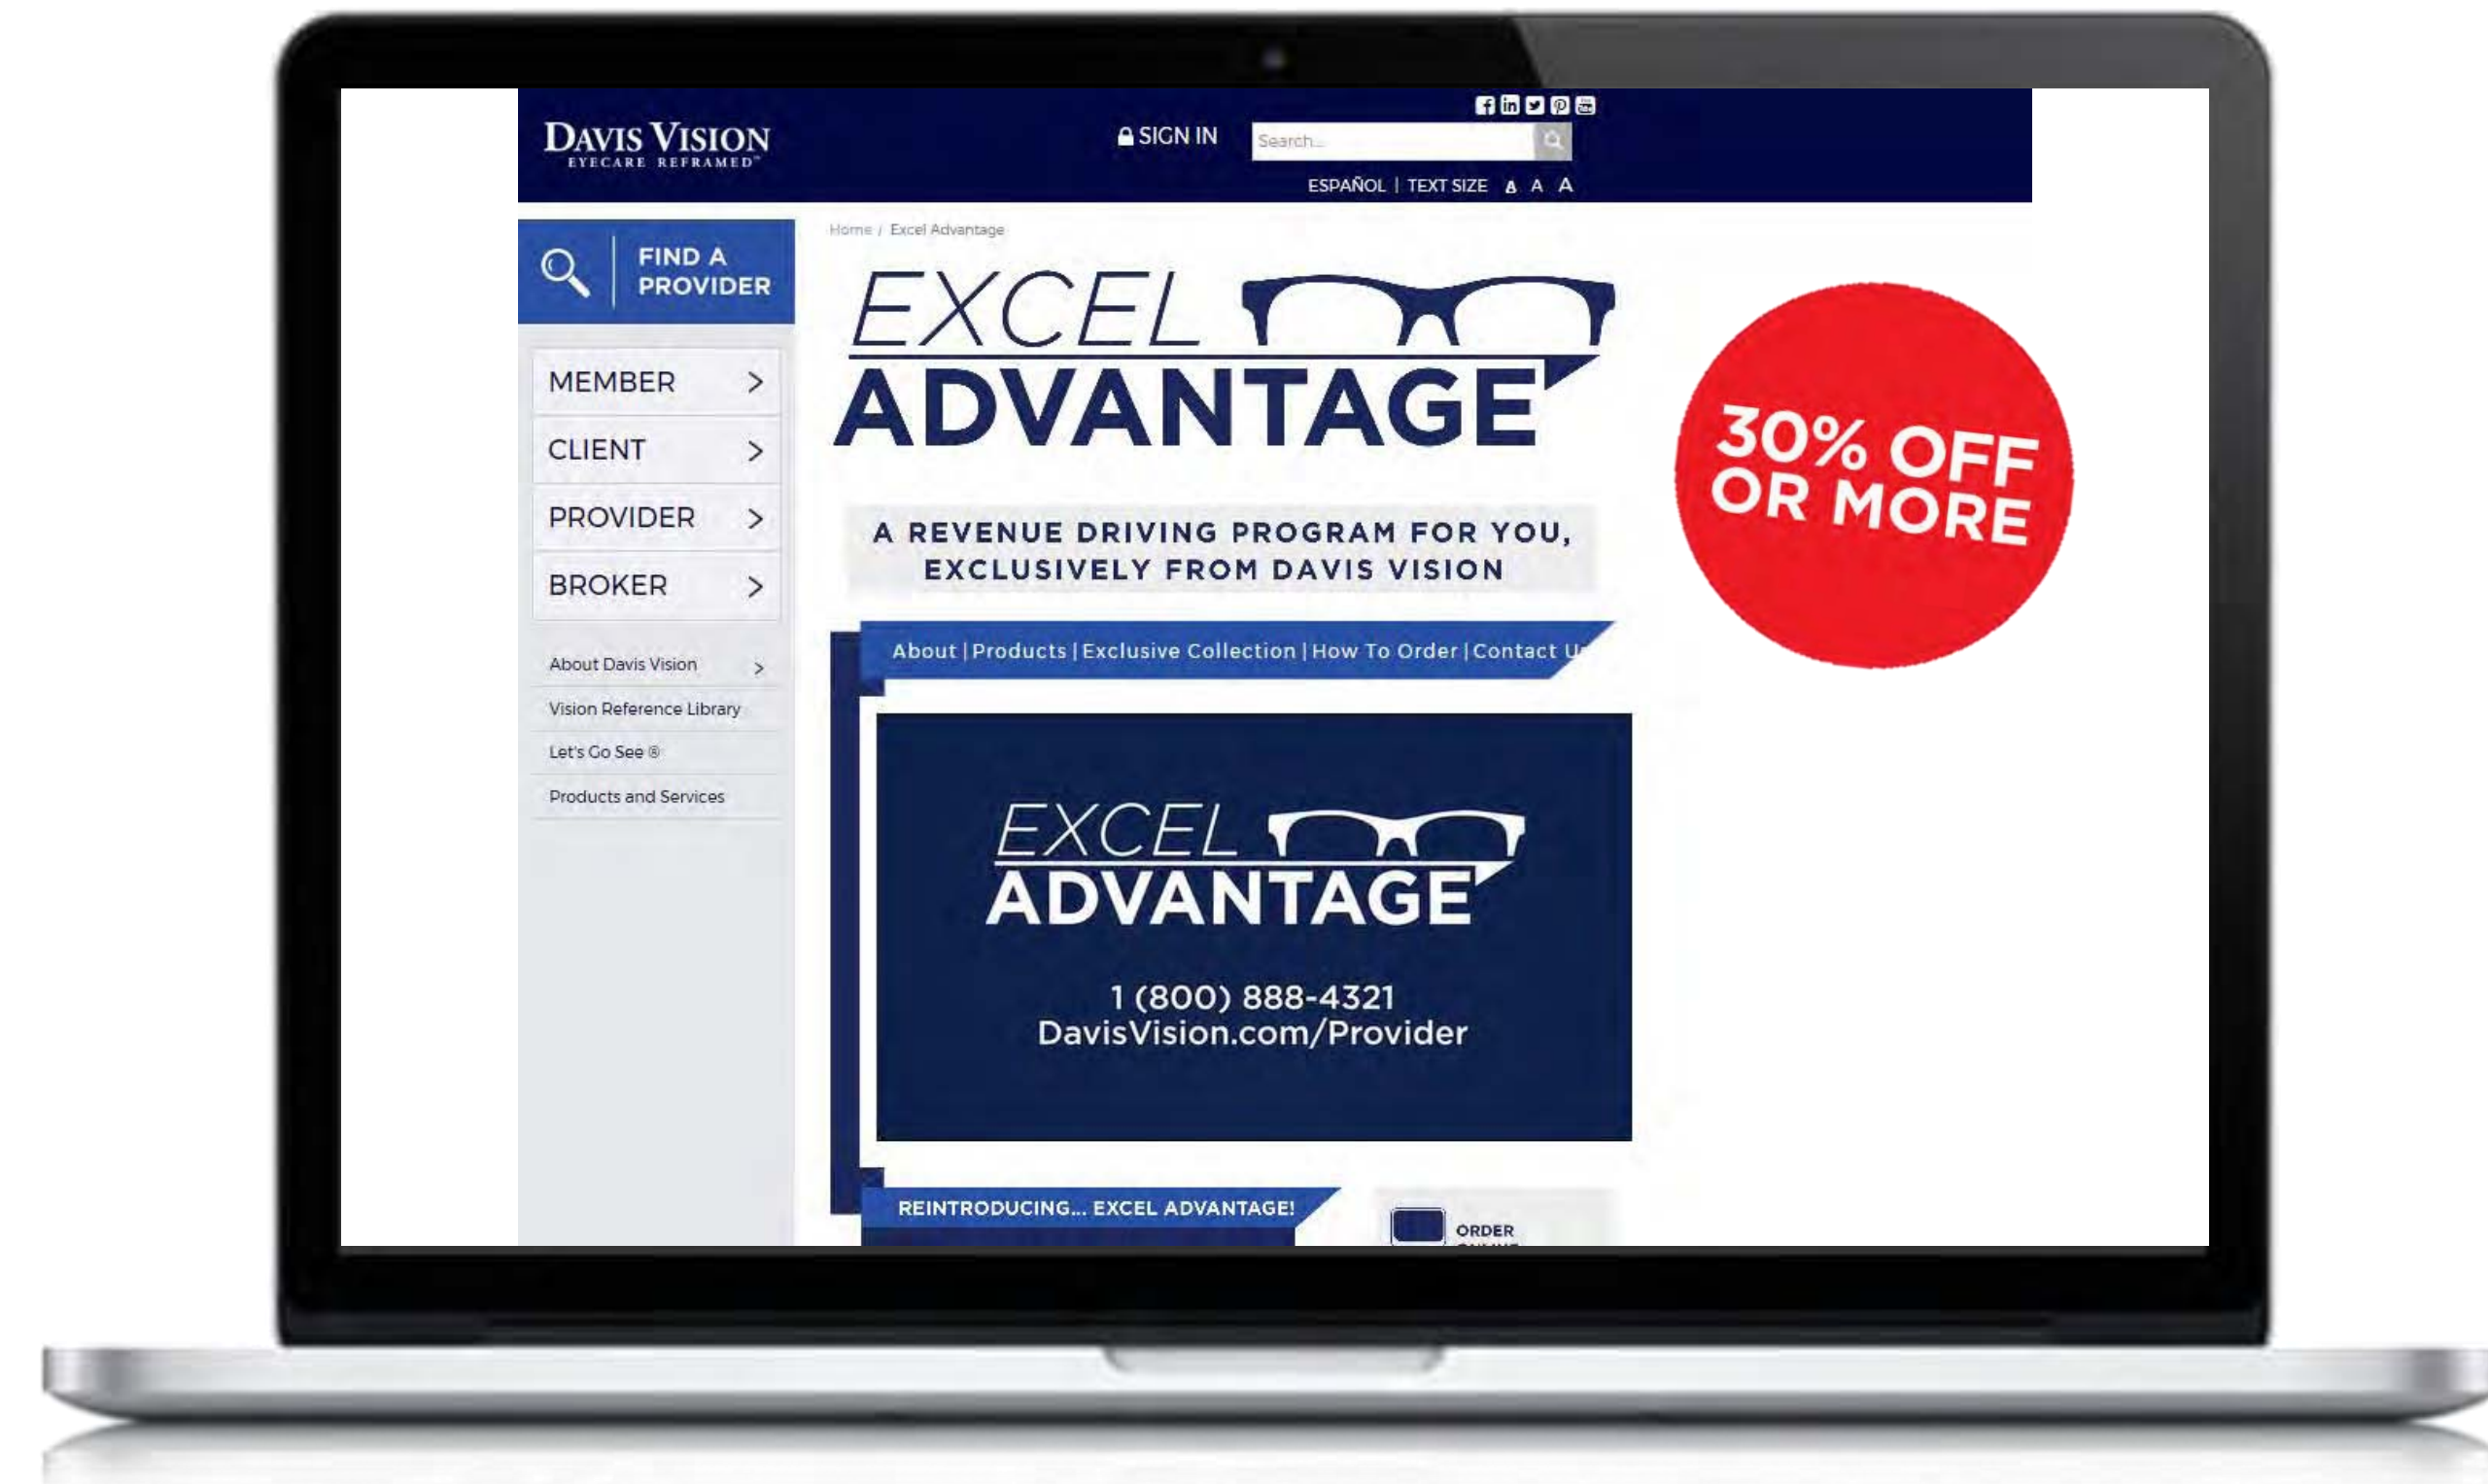 DAVIS VISION
EYECARE REFRAMED™
SIGN IN
Search...
ESPAÑOL | TEXT SIZE A A A
FIND A
PROVIDER
MEMBER >
CLIENT >
PROVIDER >
BROKER >
About Davis Vision >
Vision Reference Library
Let's Go See ®
Products and Services
Home / Excel Advantage
EXCEL
ADVANTAGE
A REVENUE DRIVING PROGRAM FOR YOU,
EXCLUSIVELY FROM DAVIS VISION
About | Products | Exclusive Collection | How To Order | Contact U
EXCEL
ADVANTAGE
1 (800) 888-4321
DavisVision.com/Provider
REINTRODUCING... EXCEL ADVANTAGE!
ORDER
30% OFF
OR MORE